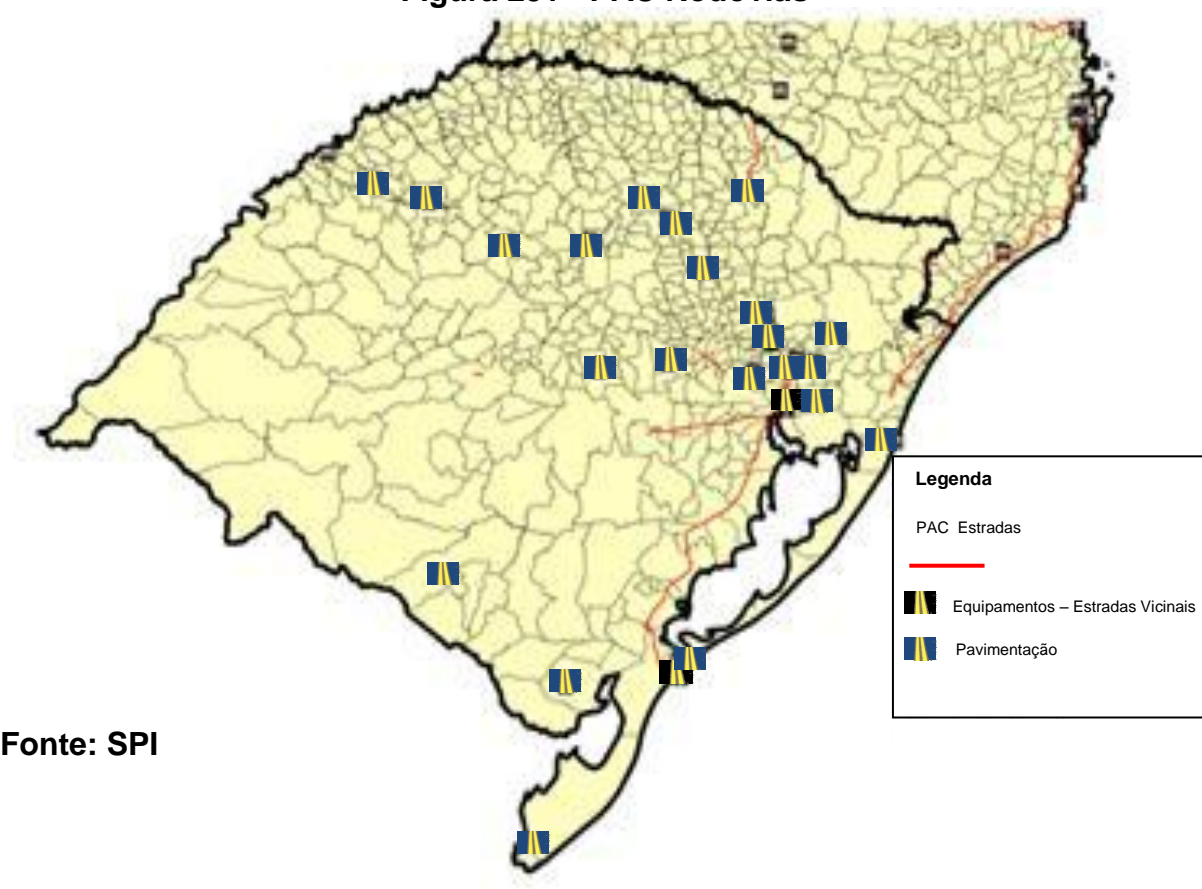 Legenda
PAC Estradas
Equipamentos – Estradas Vicinais
Pavimentação
Fonte: SPI